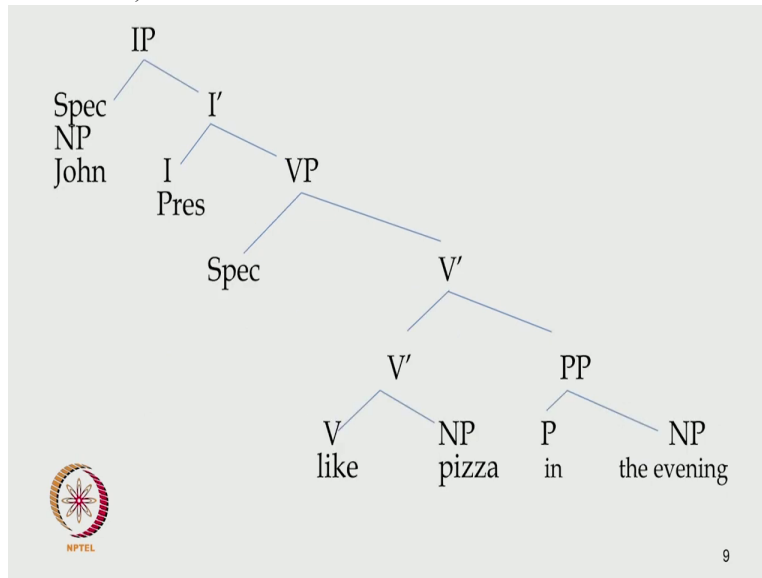 IP
Spec I′
NP
John I VP
Pres
Spec V′
V′ PP
V NP P NP
like pizza in the evening
NPTEL
9